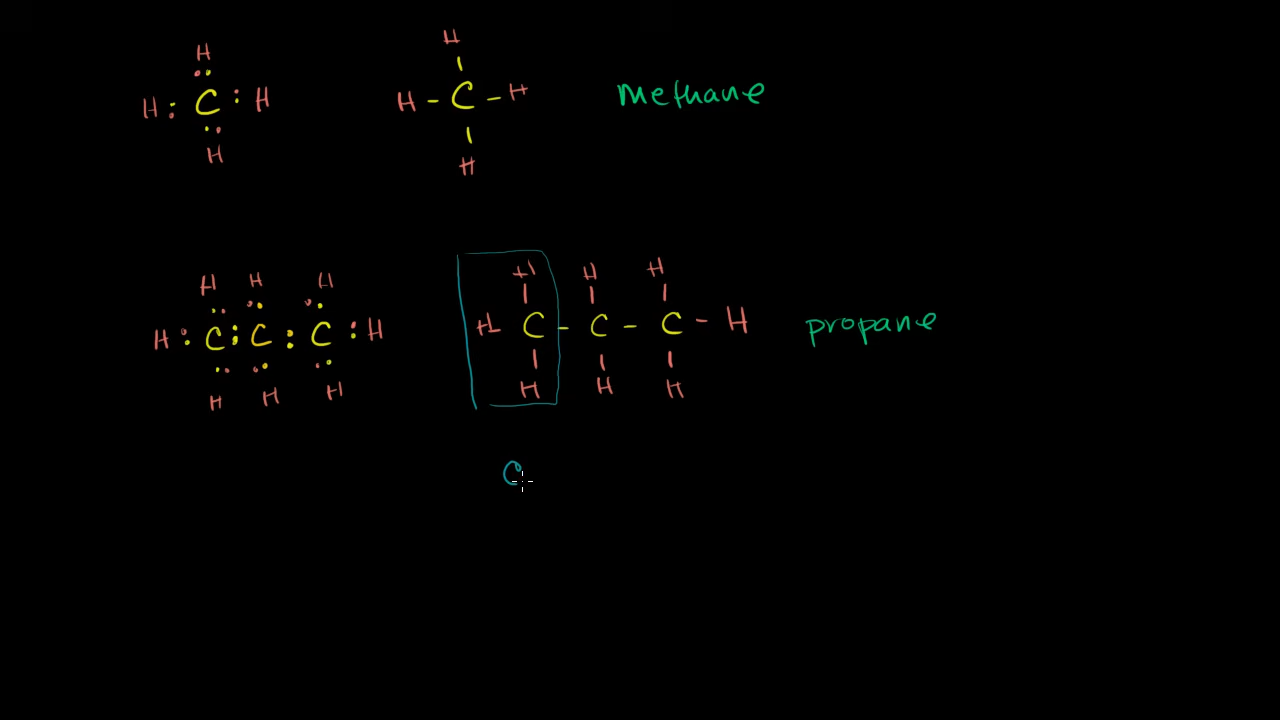 H H
H : C : H H - C - H methane
H H
H H H H H H
H : C : C : C : H H C - C - C - H propane
H H H H H H
C